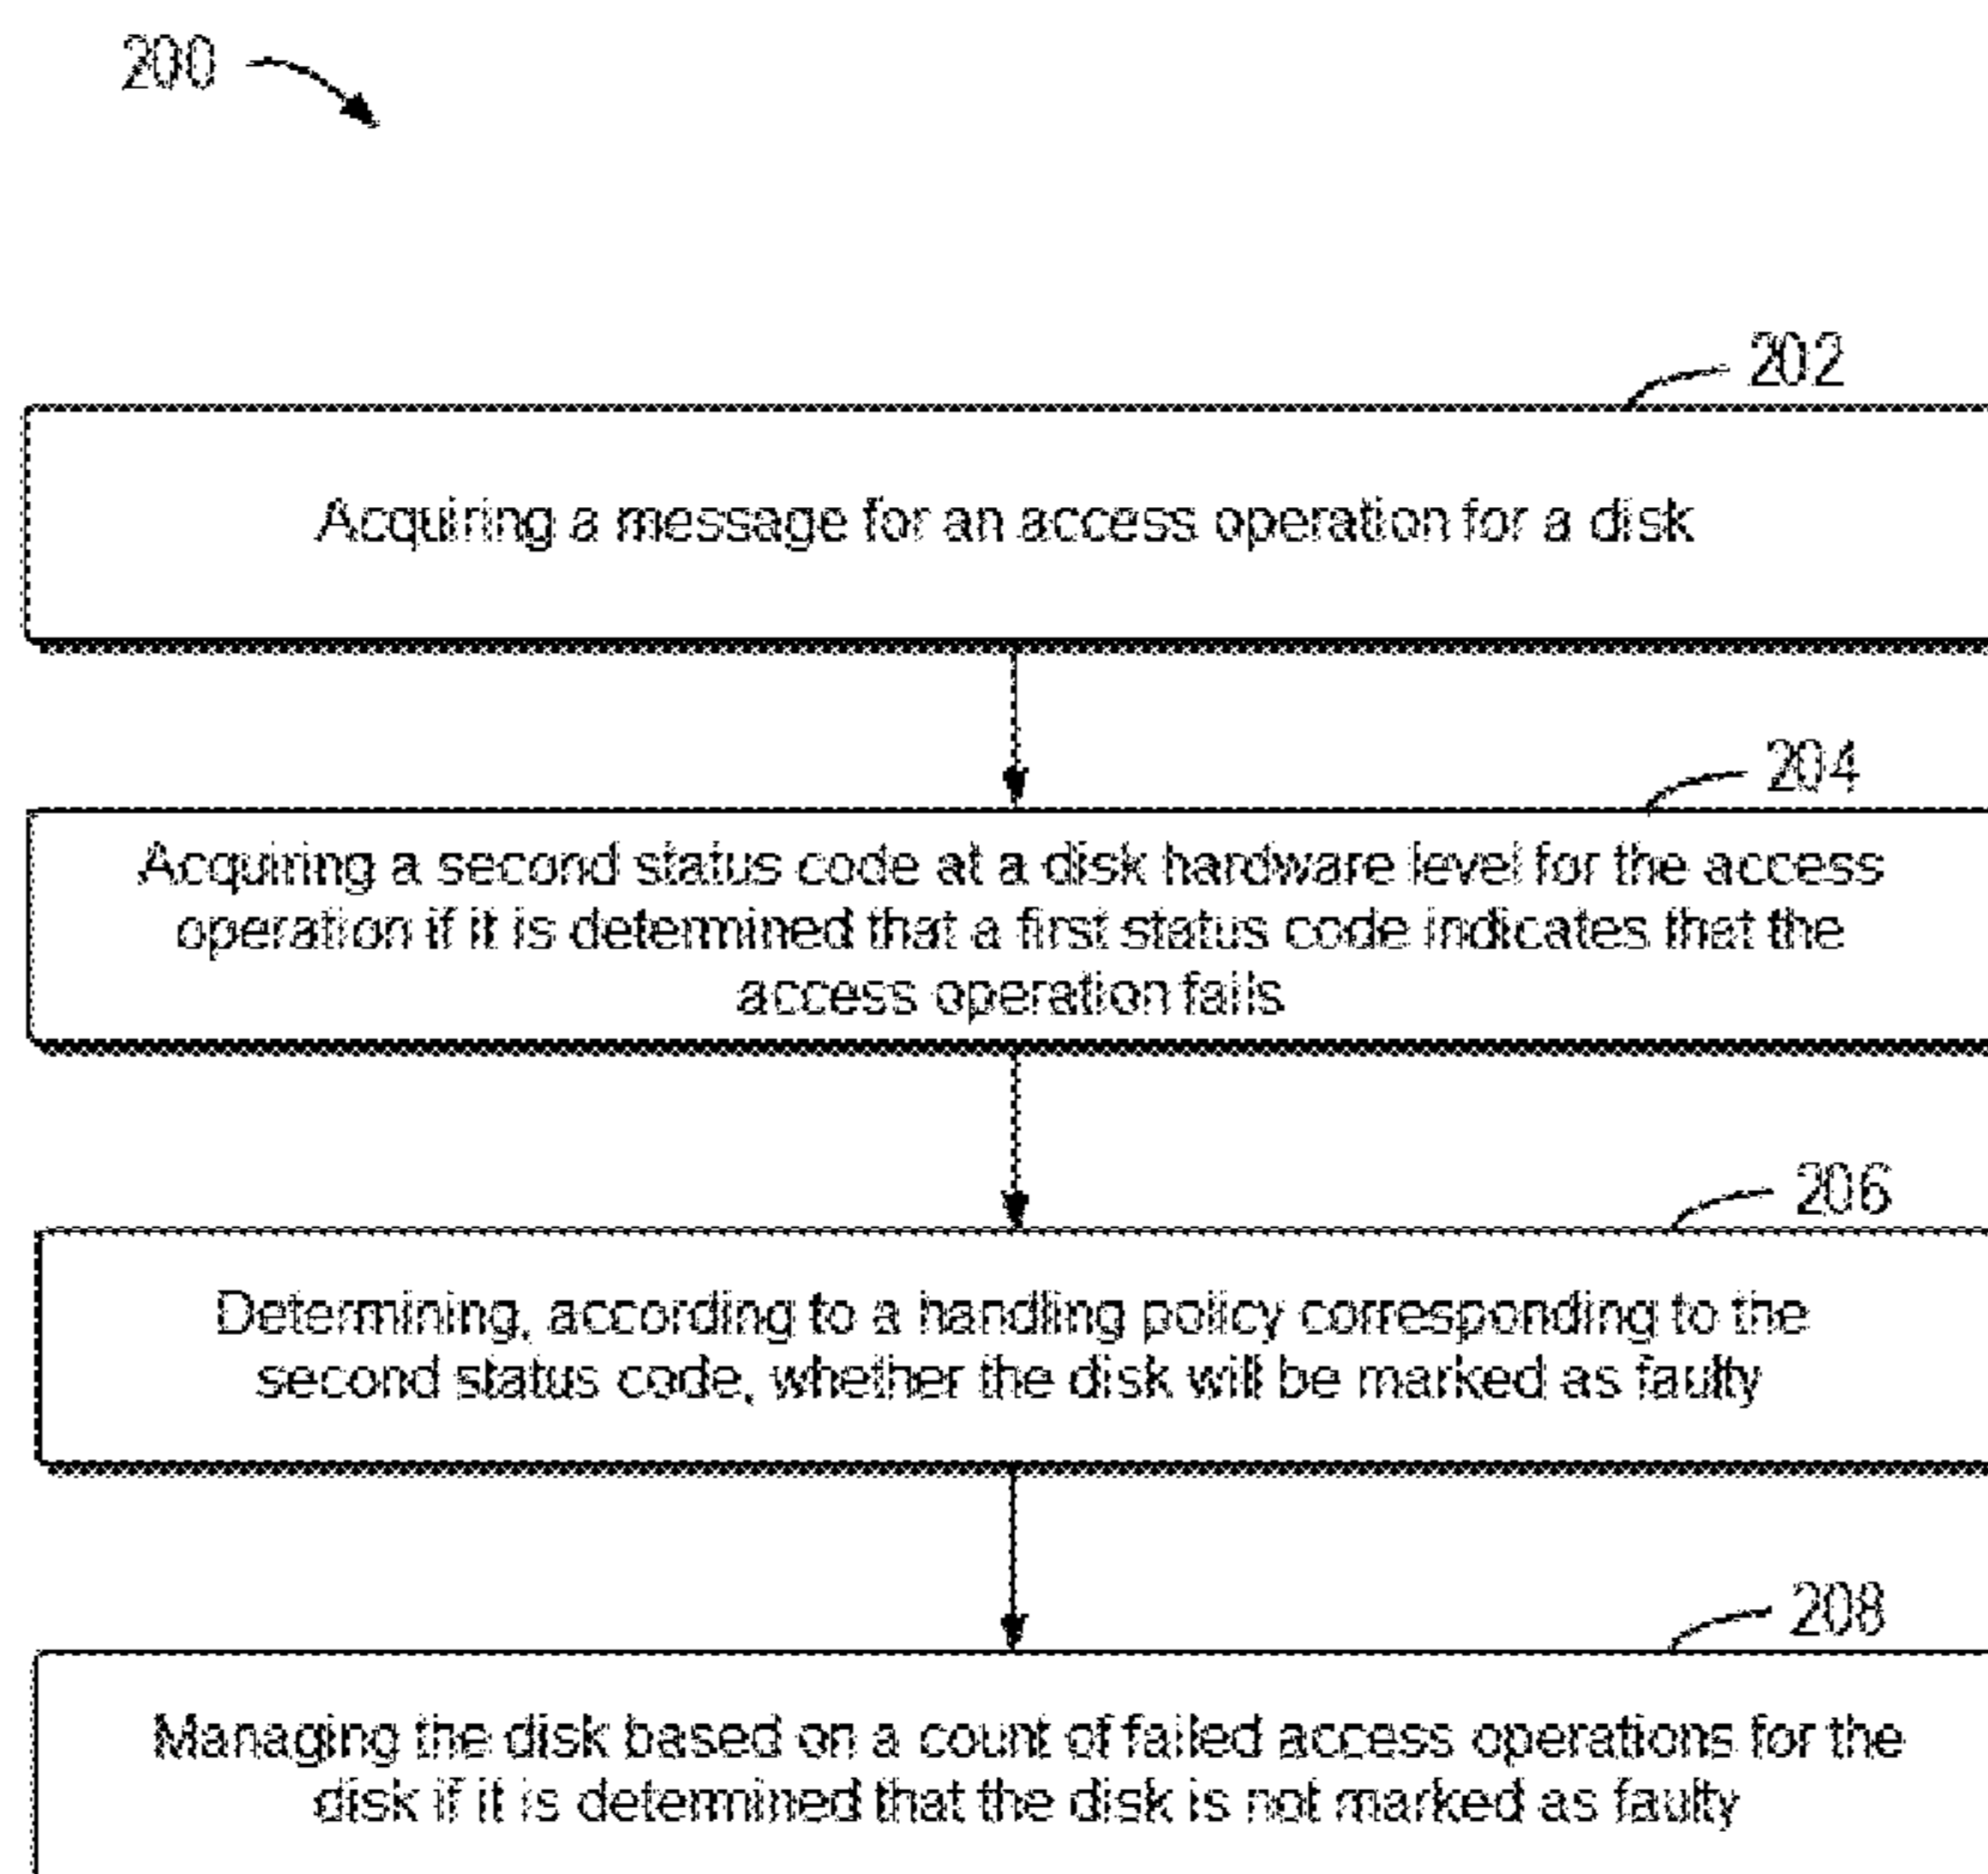 200
202
Acquiring a message for an access operation for a disk
204
Acquiring a second status code at a disk hardware level for the access
operation if it is determined that a first status code indicates that the
access operation fails
206
Determining, according to a handling policy corresponding to the
second status code, whether the disk will be marked as faulty
208
Managing the disk based on a count of failed access operations for the
disk if it is determined that the disk is not marked as faulty